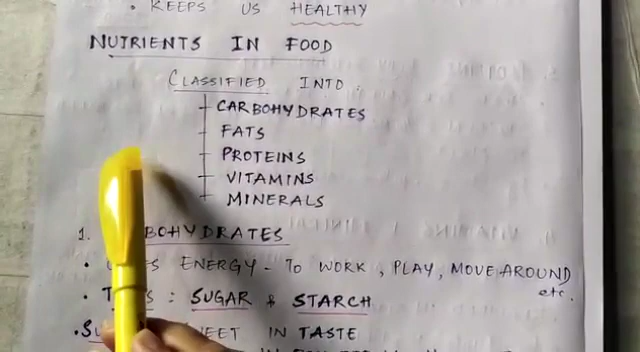 • KEEPS US HEALTHY
NUTRIENTS IN FOOD
CLASSIFIED INTO:
CARBOHYDRATES
FATS
PROTEINS
VITAMINS
MINERALS
1. BOHYDRATES
• ENERGY - TO WORK, PLAY, MOVE AROUND
etc.
• : SUGAR & STARCH
• IN TASTE